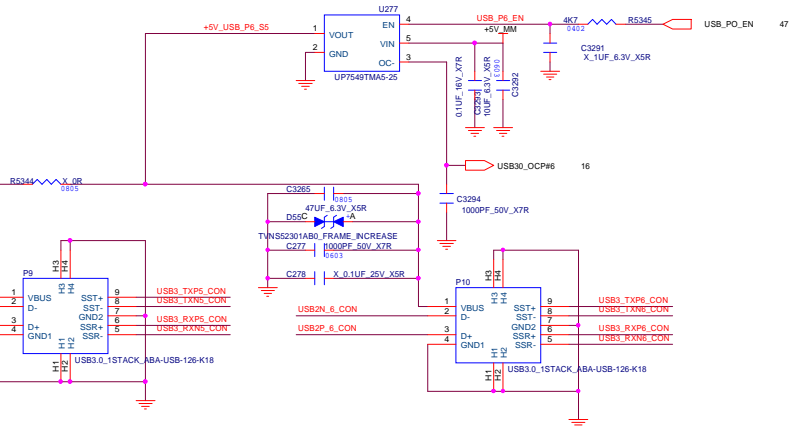 U277
+5V_USB_P6_S5
1
VOUT
EN
4
USB_P6_EN
4K7
0402
R5345
USB_PO_EN
47
2
GND
VIN
5
+5V_MM
OC-
3
UP7549TMA5-25
C3291
X_1UF_6.3V_X5R
0.1UF_16V_X7R
C3293
10UF_6.3V_X5R
0603
C3292
USB30_OCP#6
16
R5344
X_0R
0805
C3265
0805
47UF_6.3V_X5R
C3294
1000PF_50V_X7R
D55
C
A
TVNS52301AB0_FRAME_INCREASE
C277
1000PF_50V_X7R
0603
C278
X_0.1UF_25V_X5R
P9
H3
H4
H3
H4
1
VBUS
2
D-
3
D+
4
GND1
SST+
9
USB3_TXP5_CON
SST-
8
USB3_TXN5_CON
GND2
7
SSR+
6
USB3_RXP5_CON
SSR-
5
USB3_RXN5_CON
H1
H2
H1
H2
USB3.0_1STACK_ABA-USB-126-K18
P10
H3
H4
H3
H4
1
VBUS
USB2N_6_CON
2
D-
USB2P_6_CON
3
D+
4
GND1
SST+
9
USB3_TXP6_CON
SST-
8
USB3_TXN6_CON
GND2
7
SSR+
6
USB3_RXP6_CON
SSR-
5
USB3_RXN6_CON
H1
H2
H1
H2
USB3.0_1STACK_ABA-USB-126-K18